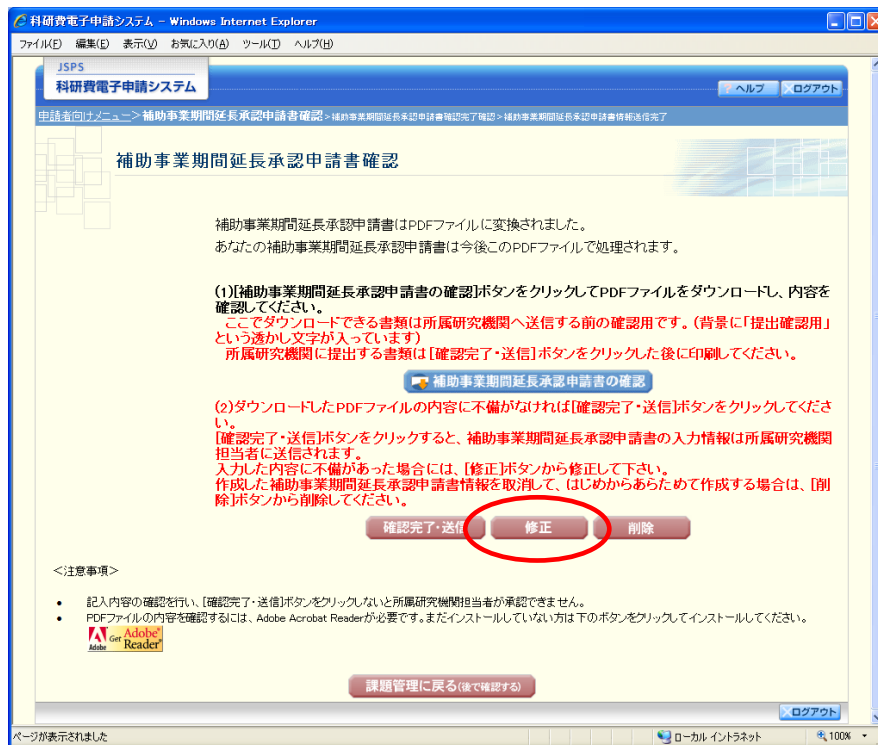 科研費電子申請システム - Windows Internet Explorer
ファイル(F) 編集(E) 表示(V) お気に入り(A) ツール(T) ヘルプ(H)
JSPS
科研費電子申請システム
? ヘルプ ログアウト
申請者向けメニュー>補助事業期間延長承認申請書確認>補助事業期間延長承認申請書確認完了確認>補助事業期間延長承認申請書情報送信完了
補助事業期間延長承認申請書確認
補助事業期間延長承認申請書はPDFファイルに変換されました。
あなたの補助事業期間延長承認申請書は今後このPDFファイルで処理されます。
(1)[補助事業期間延長承認申請書の確認]ボタンをクリックしてPDFファイルをダウンロードし、内容を
確認してください。
ここでダウンロードできる書類は所属研究機関へ送信する前の確認用です。(背景に「提出確認用」
という透かし文字が入っています)
所属研究機関に提出する書類は[確認完了・送信]ボタンをクリックした後に印刷してください。
補助事業期間延長承認申請書の確認
(2)ダウンロードしたPDFファイルの内容に不備がなければ[確認完了・送信]ボタンをクリックしてくださ
い。
[確認完了・送信]ボタンをクリックすると、補助事業期間延長承認申請書の入力情報は所属研究機関
担当者に送信されます。
入力した内容に不備があった場合には、[修正]ボタンから修正して下さい。
作成した補助事業期間延長承認申請書情報を取消して、はじめからあらためて作成する場合は、[削
除]ボタンから削除してください。
確認完了・送信 修正 削除
<注意事項>
• 記入内容の確認を行い、[確認完了・送信]ボタンをクリックしないと所属研究機関担当者が承認できません。
• PDFファイルの内容を確認するには、Adobe Acrobat Readerが必要です。まだインストールしていない方は下のボタンをクリックしてインストールしてください。
Adobe Get Adobe® Reader®
課題管理に戻る(後で確認する)
ログアウト
ページが表示されました ローカル イントラネット 100%